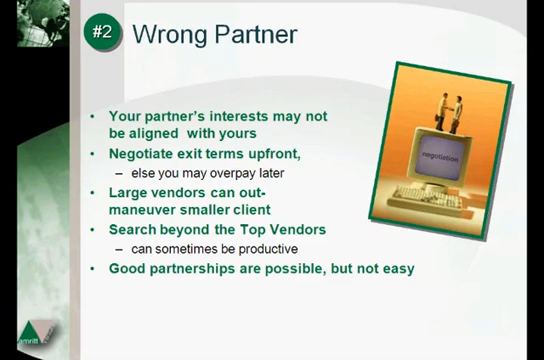 #2
Wrong Partner
• Your partner's interests may not
be aligned with yours
• Negotiate exit terms upfront,
– else you may overpay later
• Large vendors can out-
maneuver smaller client
• Search beyond the Top Vendors
– can sometimes be productive
• Good partnerships are possible, but not easy
negotiation
amritt